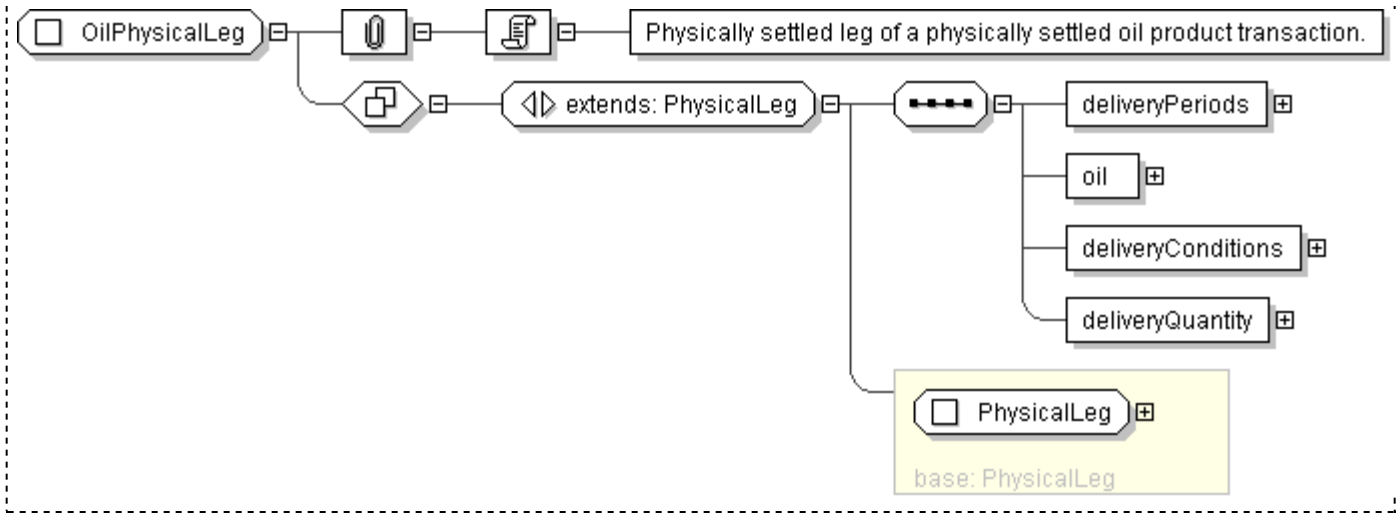 OilPhysicalLeg
Physically settled leg of a physically settled oil product transaction.
extends: PhysicalLeg
deliveryPeriods
oil
deliveryConditions
deliveryQuantity
PhysicalLeg
base: PhysicalLeg